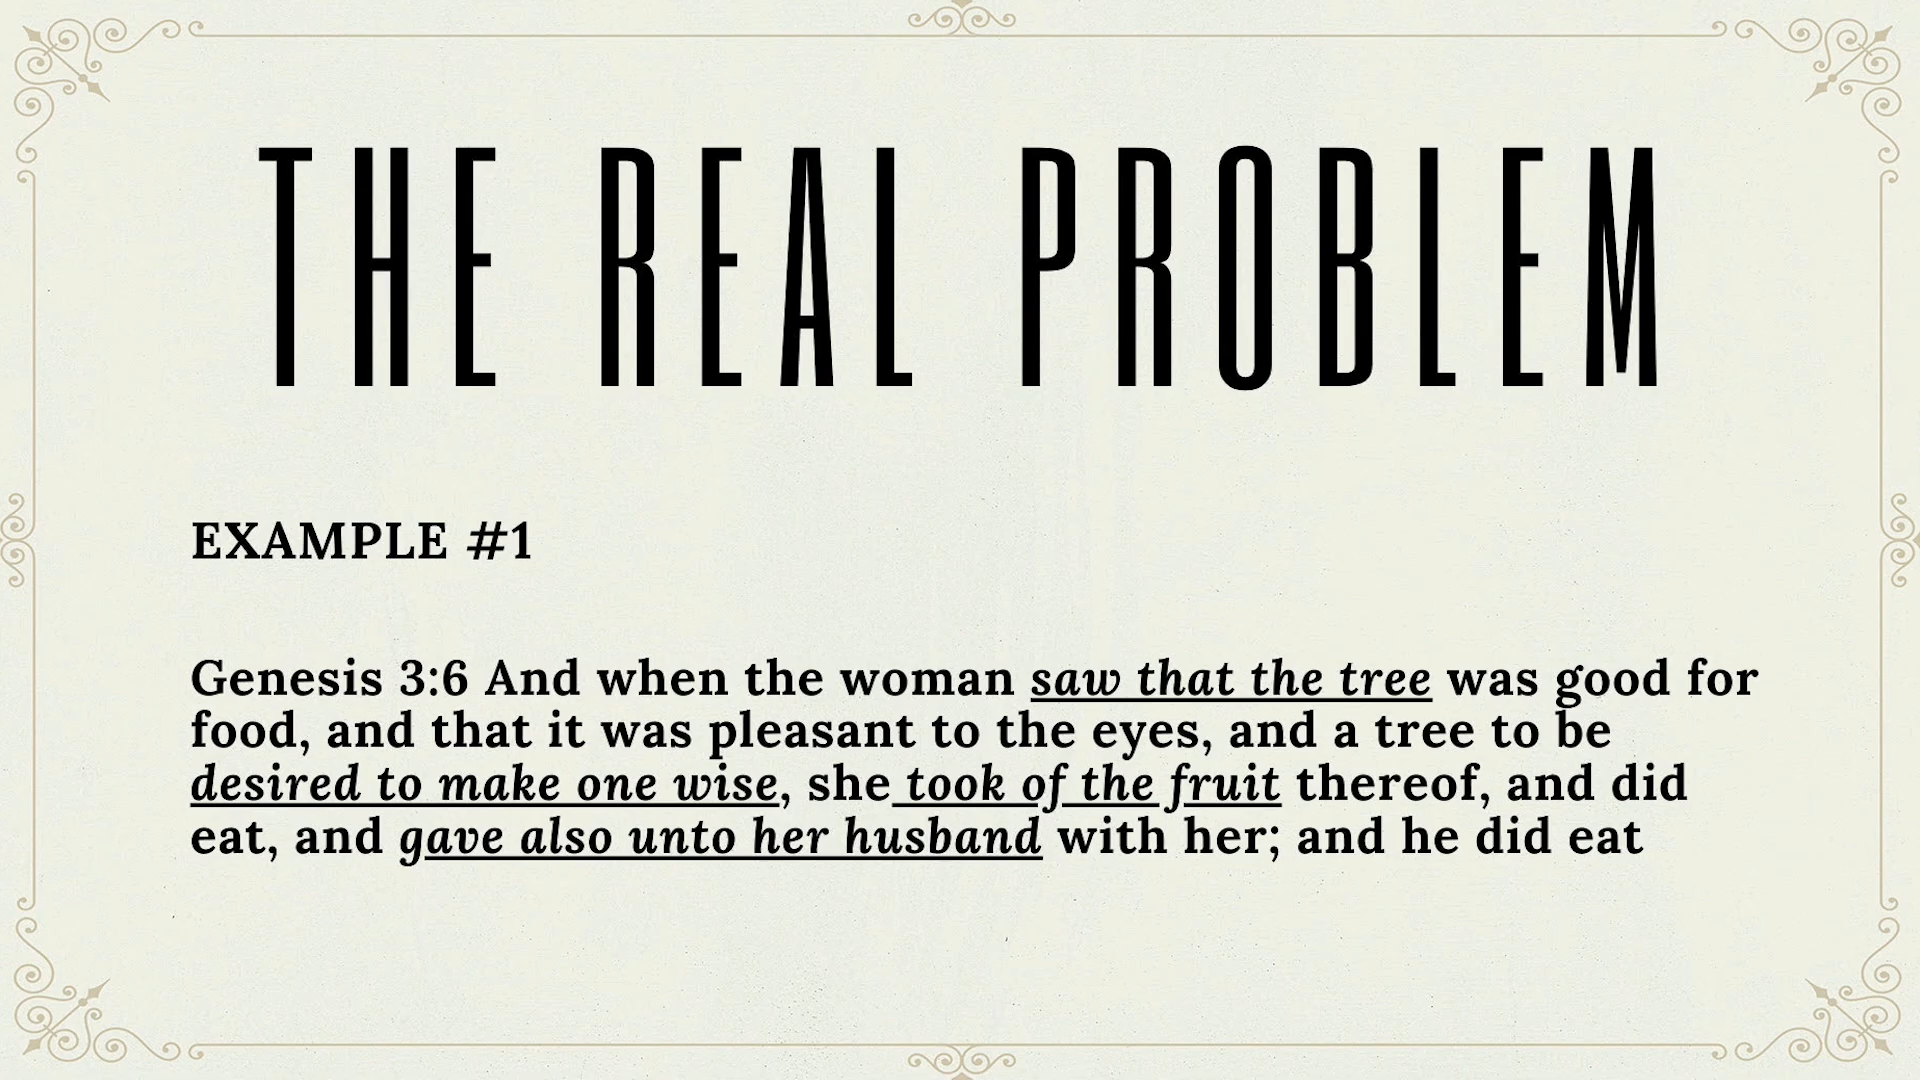 THE REAL PROBLEM
EXAMPLE #1
Genesis 3:6 And when the woman saw that the tree was good for
food, and that it was pleasant to the eyes, and a tree to be
desired to make one wise, she took of the fruit thereof, and did
eat, and gave also unto her husband with her; and he did eat